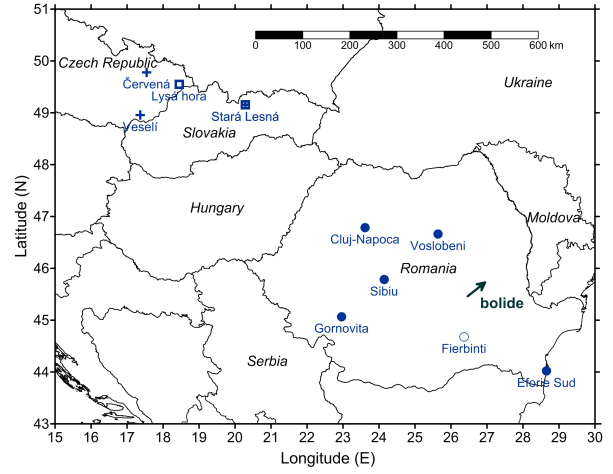 51
50
49
48
47
46
45
44
43
Latitude (N)
0 100 200 300 400 500 600 km
Czech Republic
Ukraine
Červená
Lysá hora
Stará Lesná
Veselí
Slovakia
Hungary
Moldova
Cluj-Napoca
Voslobeni
Romania
Sibiu
bolide
Gornovita
Fierbinti
Serbia
Eforie Sud
15 16 17 18 19 20 21 22 23 24 25 26 27 28 29 30
Longitude (E)